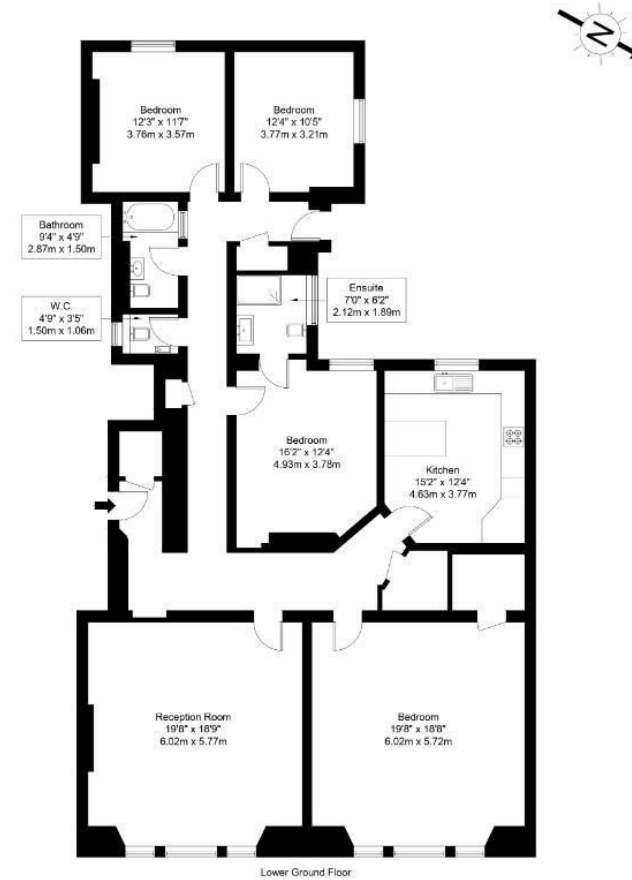 N
Bedroom
12'3" x 11'7"
3.76m x 3.57m
Bedroom
12'4" x 10'5"
3.77m x 3.21m
Bathroom
9'4" x 4'9"
2.87m x 1.50m
W.C.
4'9" x 3'5"
1.50m x 1.06m
Ensuite
7'0" x 6'2"
2.12m x 1.89m
Bedroom
16'2" x 12'4"
4.93m x 3.78m
Kitchen
15'2" x 12'4"
4.63m x 3.77m
Reception Room
19'8" x 18'9"
6.02m x 5.77m
Bedroom
19'8" x 18'8"
6.02m x 5.72m
Lower Ground Floor